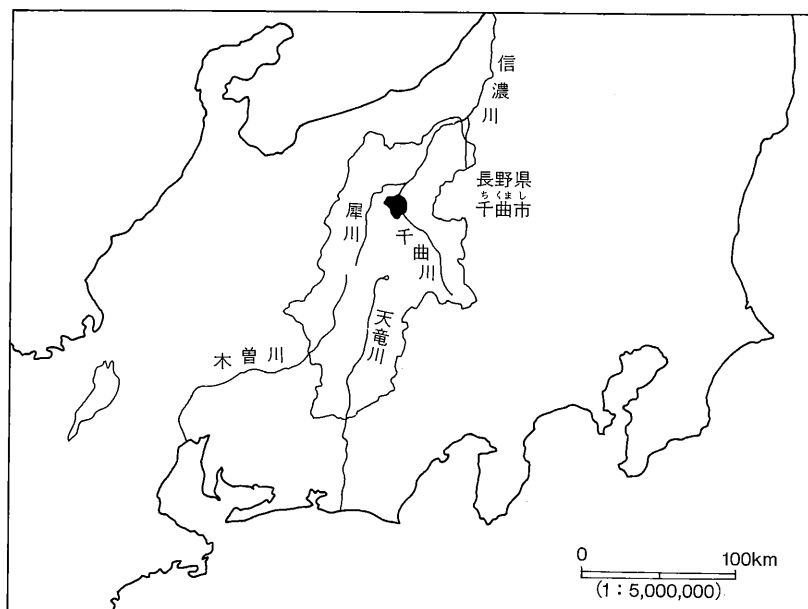 信濃川
長野県
ちくまし
千曲市
犀川
千曲川
天竜川
木曽川
0 100km
(1:5,000,000)